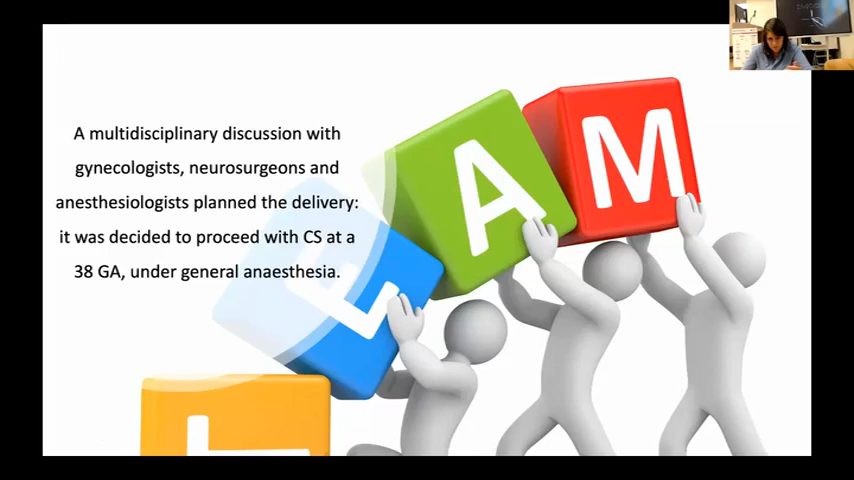 A multidisciplinary discussion with
gynecologists, neurosurgeons and
anesthesiologists planned the delivery:
it was decided to proceed with CS at a
38 GA, under general anaesthesia.
T
E
A
M